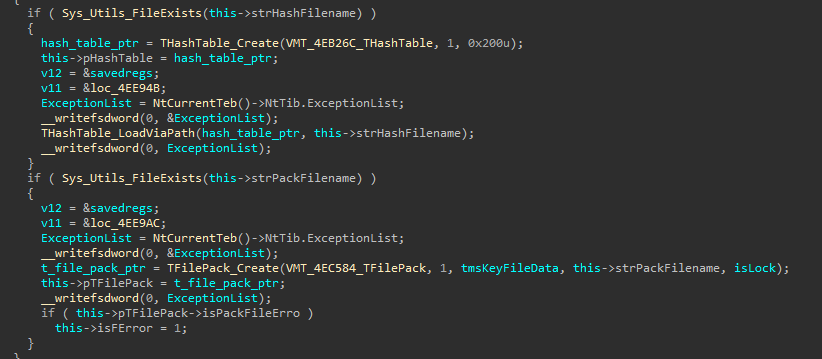 {
if ( Sys_Utils_FileExists(this->strHashFilename) )
{
hash_table_ptr = THashTable_Create(VMT_4EB26C_THashTable, 1, 0x200u);
this->pHashTable = hash_table_ptr;
v12 = &savedregs;
v11 = &loc_4EE94B;
ExceptionList = NtCurrentTeb()->NtTib.ExceptionList;
__writefsdword(0, &ExceptionList);
THashTable_LoadViaPath(hash_table_ptr, this->strHashFilename);
__writefsdword(0, ExceptionList);
}
if ( Sys_Utils_FileExists(this->strPackFilename) )
{
v12 = &savedregs;
v11 = &loc_4EE9AC;
ExceptionList = NtCurrentTeb()->NtTib.ExceptionList;
__writefsdword(0, &ExceptionList);
t_file_pack_ptr = TFilePack_Create(VMT_4EC584_TFilePack, 1, tmsKeyFileData, this->strPackFilename, isLock);
this->pTFilePack = t_file_pack_ptr;
__writefsdword(0, ExceptionList);
if ( this->pTFilePack->isPackFileErro )
this->isFError = 1;
}
}